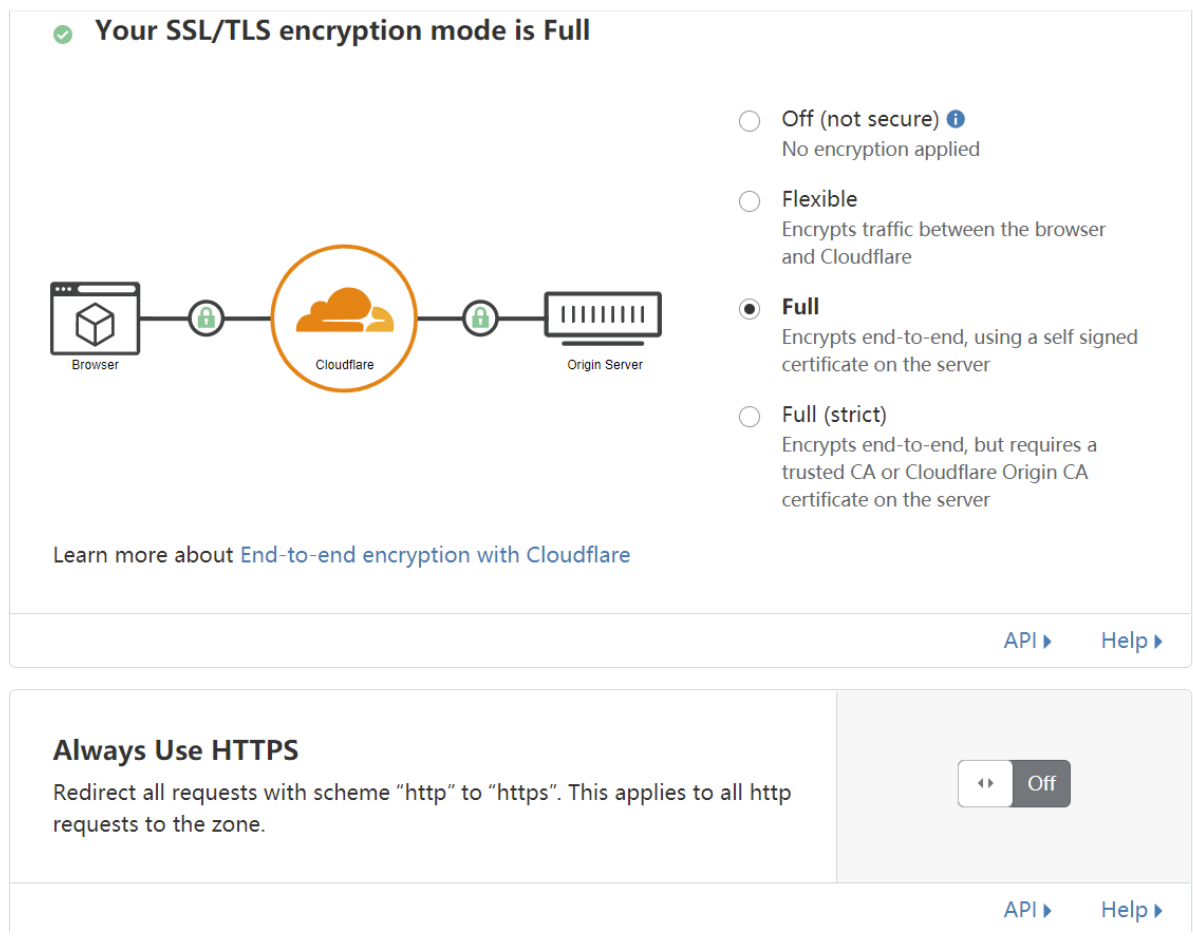 Your SSL/TLS encryption mode is Full
Off (not secure)
No encryption applied
Flexible
Encrypts traffic between the browser
and Cloudflare
Full
Encrypts end-to-end, using a self signed
certificate on the server
Full (strict)
Encrypts end-to-end, but requires a
trusted CA or Cloudflare Origin CA
certificate on the server
Browser
Cloudflare
Origin Server
Learn more about End-to-end encryption with Cloudflare
API
Help
Always Use HTTPS
Redirect all requests with scheme “http” to “https”. This applies to all http
requests to the zone.
Off
API
Help